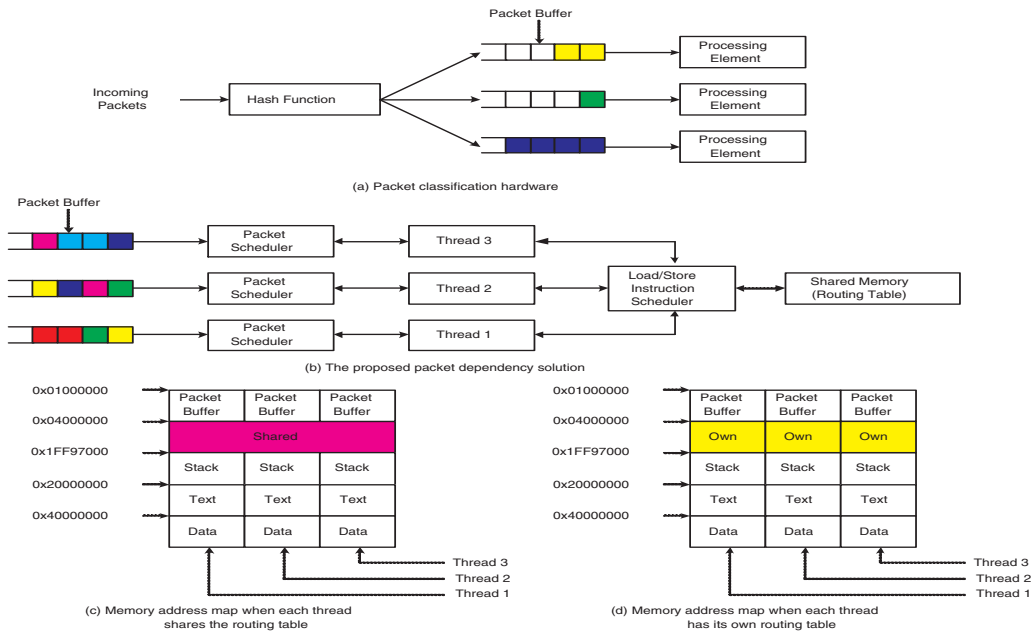 Packet Buffer
Incoming
Packets
Hash Function
Processing
Element
Processing
Element
Processing
Element
(a) Packet classification hardware
Packet Buffer
Packet
Scheduler
Thread 3
Packet
Scheduler
Thread 2
Packet
Scheduler
Thread 1
Load/Store
Instruction
Scheduler
Shared Memory
(Routing Table)
(b) The proposed packet dependency solution
0x01000000
0x04000000
0x1FF97000
0x20000000
0x40000000
Packet
Buffer
Packet
Buffer
Packet
Buffer
Shared
Stack Stack Stack
Text Text Text
Data Data Data
Thread 3
Thread 2
Thread 1
(c) Memory address map when each thread
shares the routing table
0x01000000
0x04000000
0x1FF97000
0x20000000
0x40000000
Packet
Buffer
Packet
Buffer
Packet
Buffer
Own Own Own
Stack Stack Stack
Text Text Text
Data Data Data
Thread 3
Thread 2
Thread 1
(d) Memory address map when each thread
has its own routing table